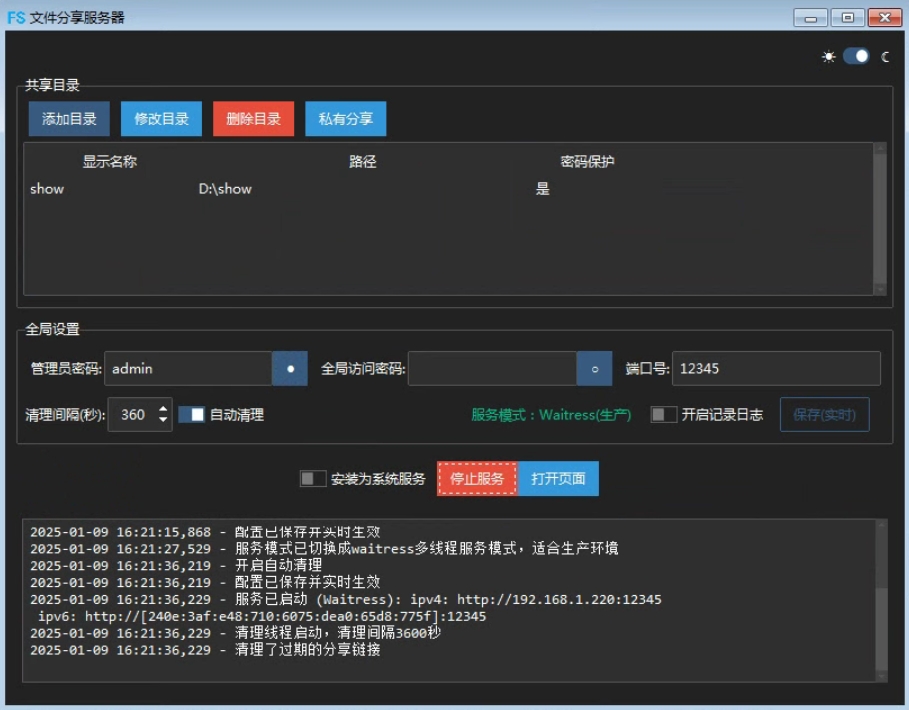 FS 文件分享服务器
共享目录
添加目录 修改目录 删除目录 私有分享
显示名称 路径 密码保护
show D:\show 是
全局设置
管理员密码: admin 全局访问密码: 端口号: 12345
清理间隔(秒): 360 自动清理 服务模式：Waitress(生产) 开启记录日志 保存(实时)
安装为系统服务 停止服务 打开页面
2025-01-09 16:21:15,868 - 配置已保存并实时生效
2025-01-09 16:21:27,529 - 服务模式已切换成waitress多线程服务模式，适合生产环境
2025-01-09 16:21:36,219 - 开启自动清理
2025-01-09 16:21:36,219 - 配置已保存并实时生效
2025-01-09 16:21:36,229 - 服务已启动 (Waitress): ipv4: http://192.168.1.220:12345
ipv6: http://[240e:3af:e48:710:6075:dea0:65d8:775f]:12345
2025-01-09 16:21:36,229 - 清理线程启动，清理间隔3600秒
2025-01-09 16:21:36,229 - 清理了过期的分享链接